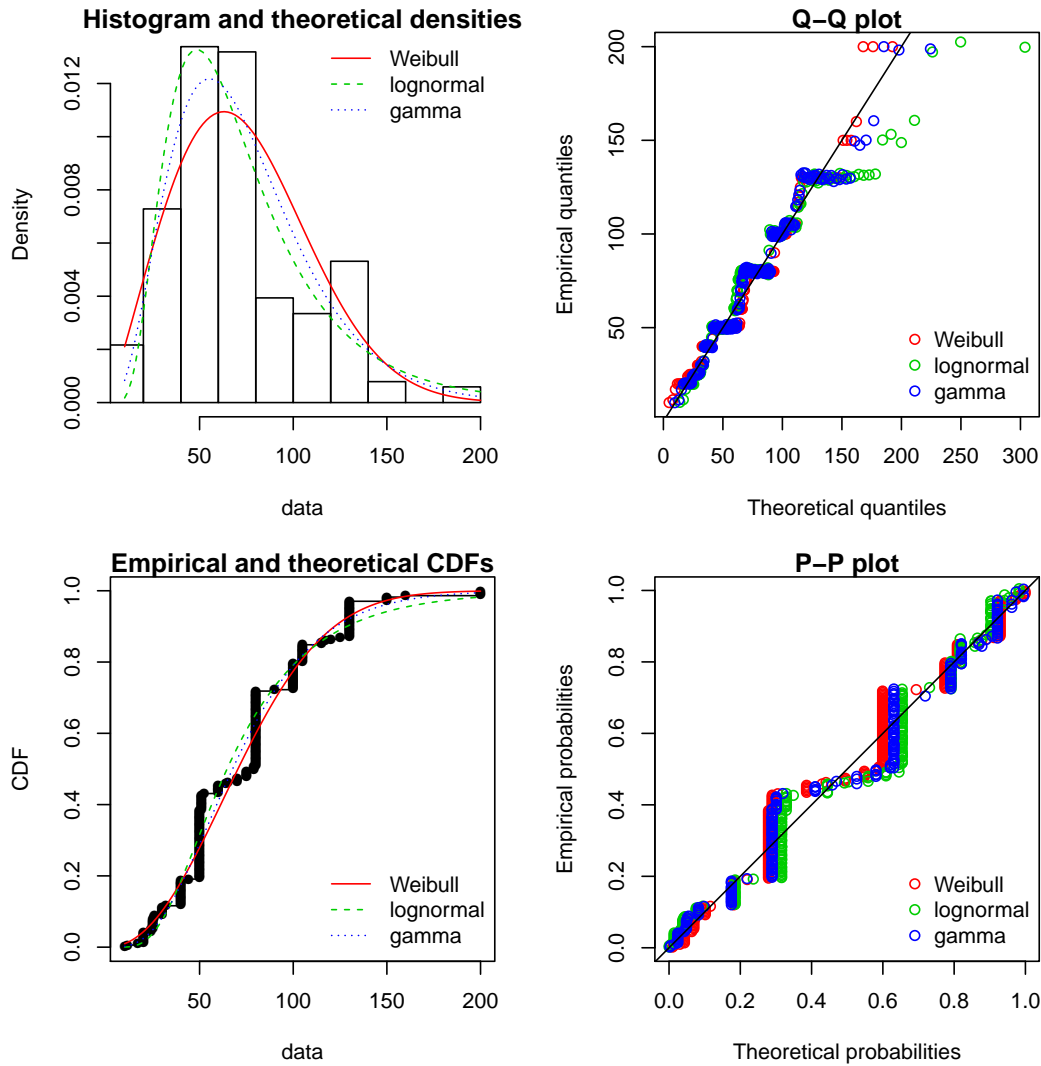 Histogram and theoretical densities
Density
0.000
0.004
0.008
0.012
Weibull
lognormal
gamma
50
100
150
200
data
Q−Q plot
Empirical quantiles
50
100
150
200
Weibull
lognormal
gamma
0
50
100
150
200
250
300
Theoretical quantiles
Empirical and theoretical CDFs
CDF
0.0
0.2
0.4
0.6
0.8
1.0
Weibull
lognormal
gamma
50
100
150
200
data
P−P plot
Empirical probabilities
0.0
0.2
0.4
0.6
0.8
1.0
Weibull
lognormal
gamma
0.0
0.2
0.4
0.6
0.8
1.0
Theoretical probabilities